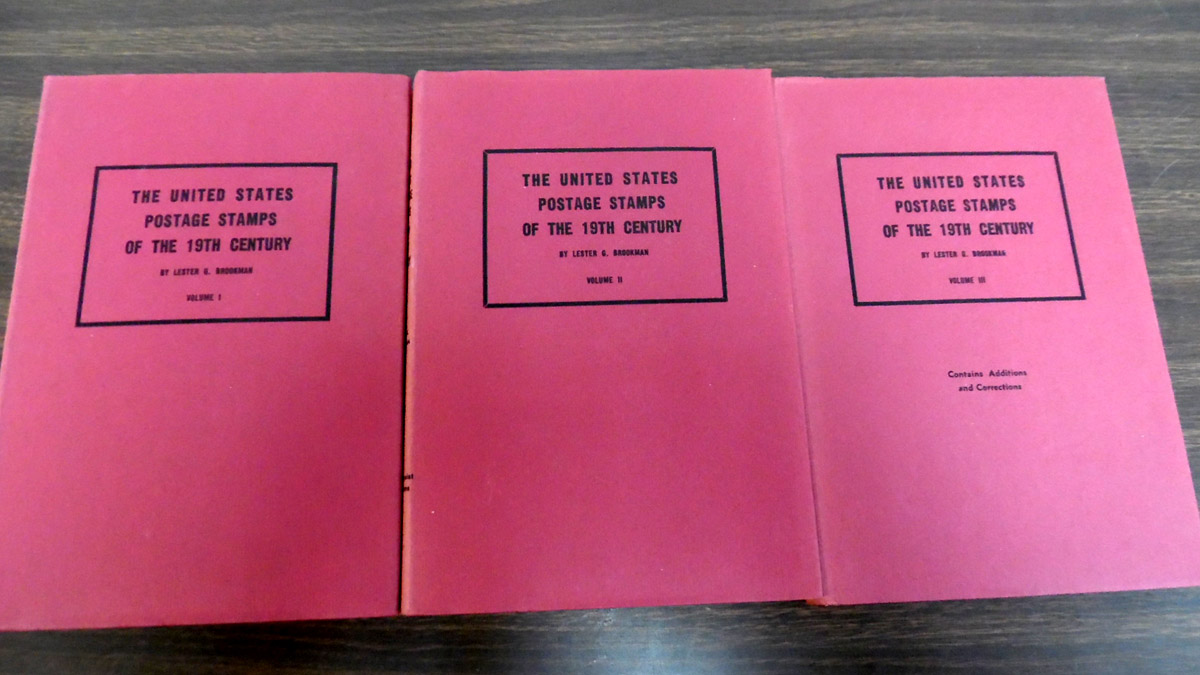 THE UNITED STATES
POSTAGE STAMPS
OF THE 19TH CENTURY
BY LESTER G. BROOKMAN
VOLUME I
THE UNITED STATES
POSTAGE STAMPS
OF THE 19TH CENTURY
BY LESTER G. BROOKMAN
VOLUME II
THE UNITED STATES
POSTAGE STAMPS
OF THE 19TH CENTURY
BY LESTER G. BROOKMAN
VOLUME III
Contains Additions
and Corrections